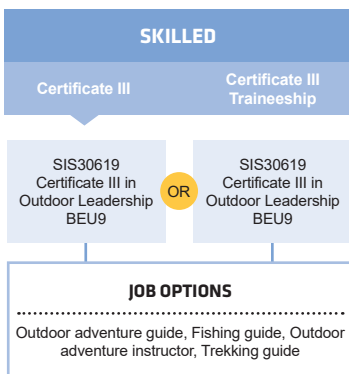 SKILLED
Certificate III
Certificate III
Traineeship
SIS30619
Certificate III in
Outdoor Leadership
BEU9
OR
SIS30619
Certificate III in
Outdoor Leadership
BEU9
JOB OPTIONS
Outdoor adventure guide, Fishing guide, Outdoor
adventure instructor, Trekking guide